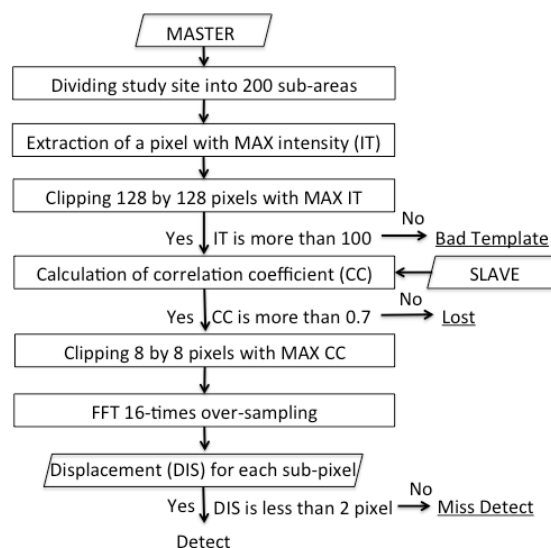 MASTER
Dividing study site into 200 sub-areas
Extraction of a pixel with MAX intensity (IT)
Clipping 128 by 128 pixels with MAX IT
No
Yes IT is more than 100 Bad Template
Calculation of correlation coefficient (CC) SLAVE
No
Yes CC is more than 0.7 Lost
Clipping 8 by 8 pixels with MAX CC
FFT 16-times over-sampling
Displacement (DIS) for each sub-pixel
No
Yes DIS is less than 2 pixel Miss Detect
Detect